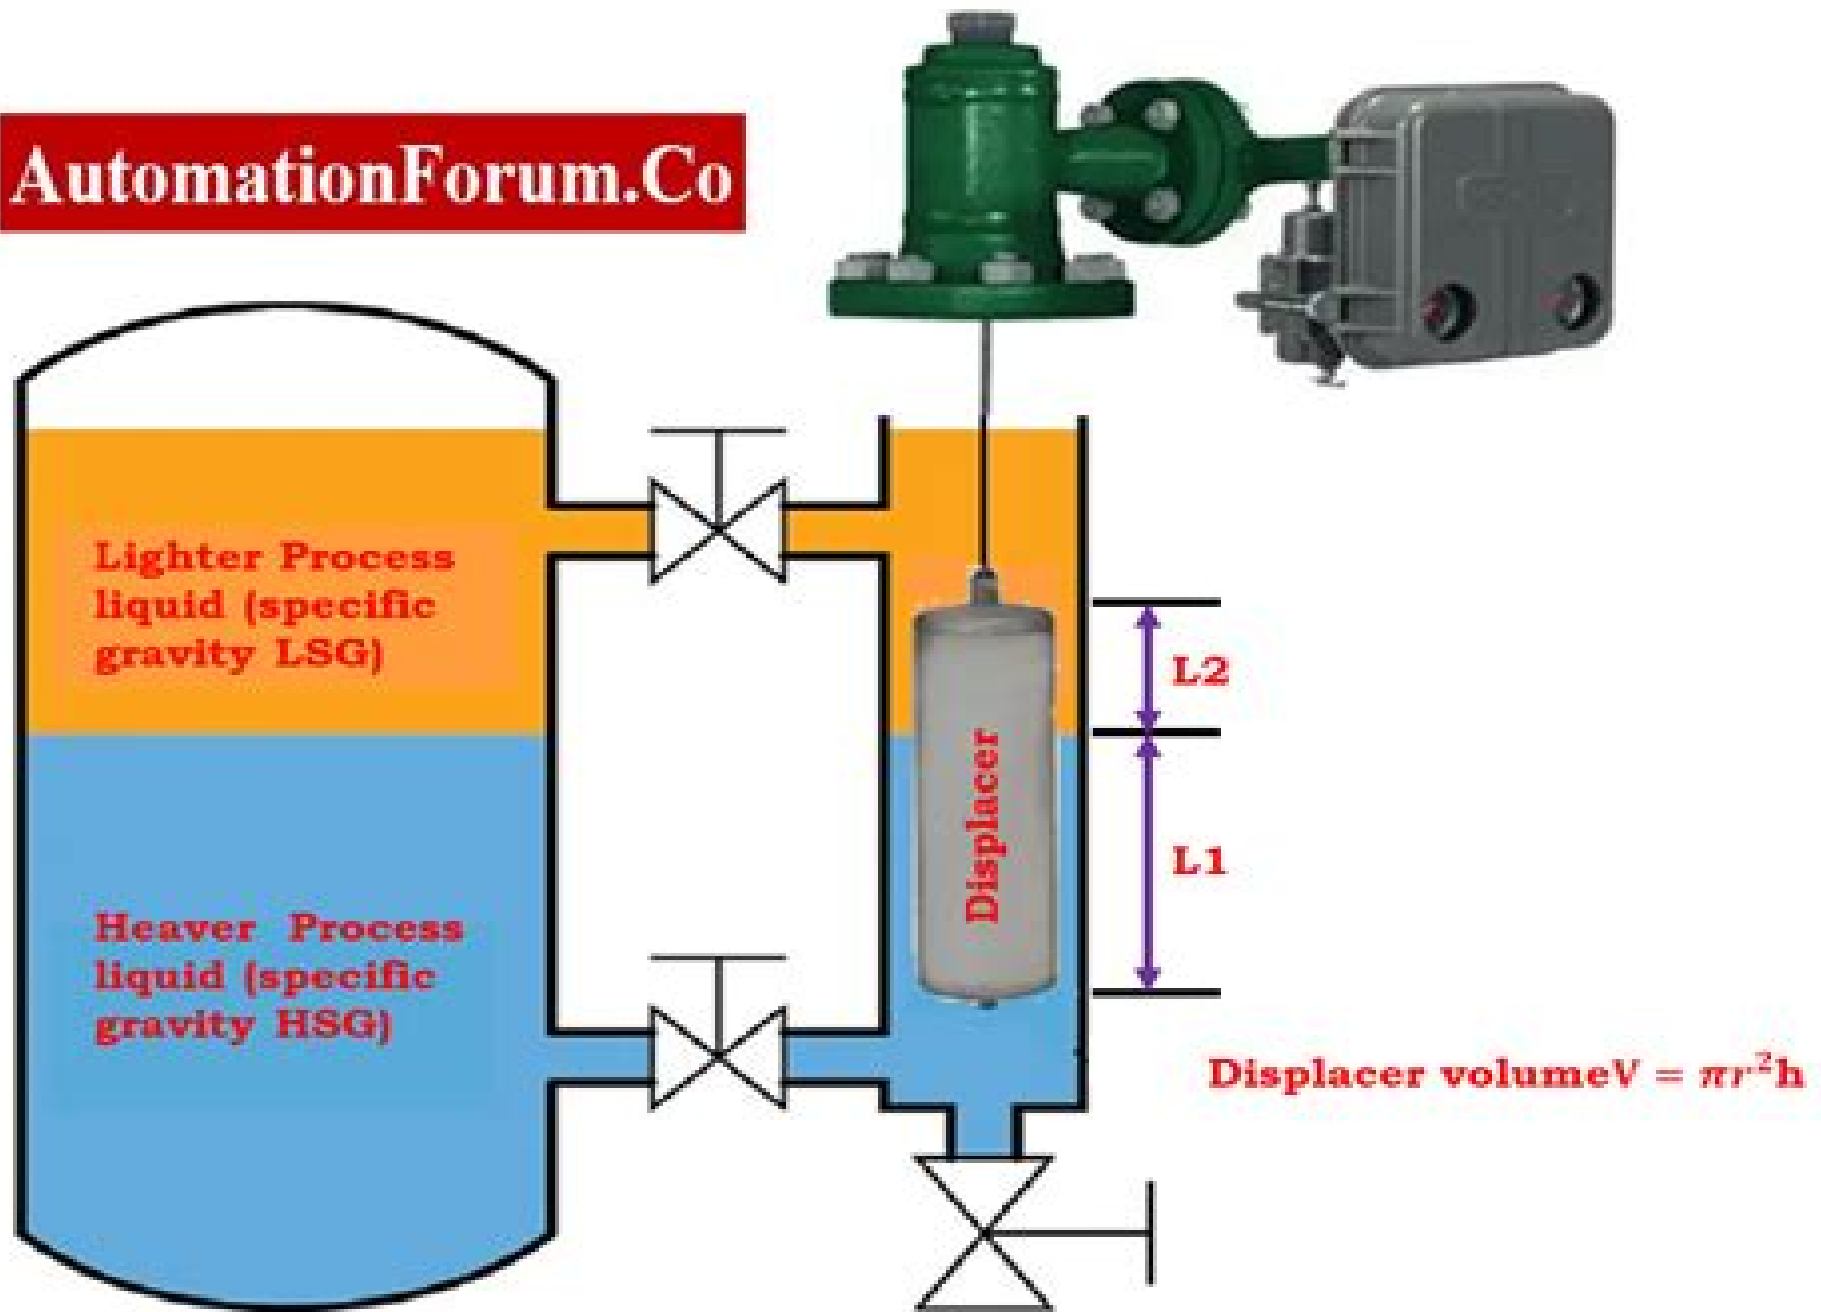 AutomationForum.Co
Lighter Process
liquid (specific
gravity LSG)
L2
Displacer
L1
Heaver Process
liquid (specific
gravity HSG)
Displacer volumeV = πr²h